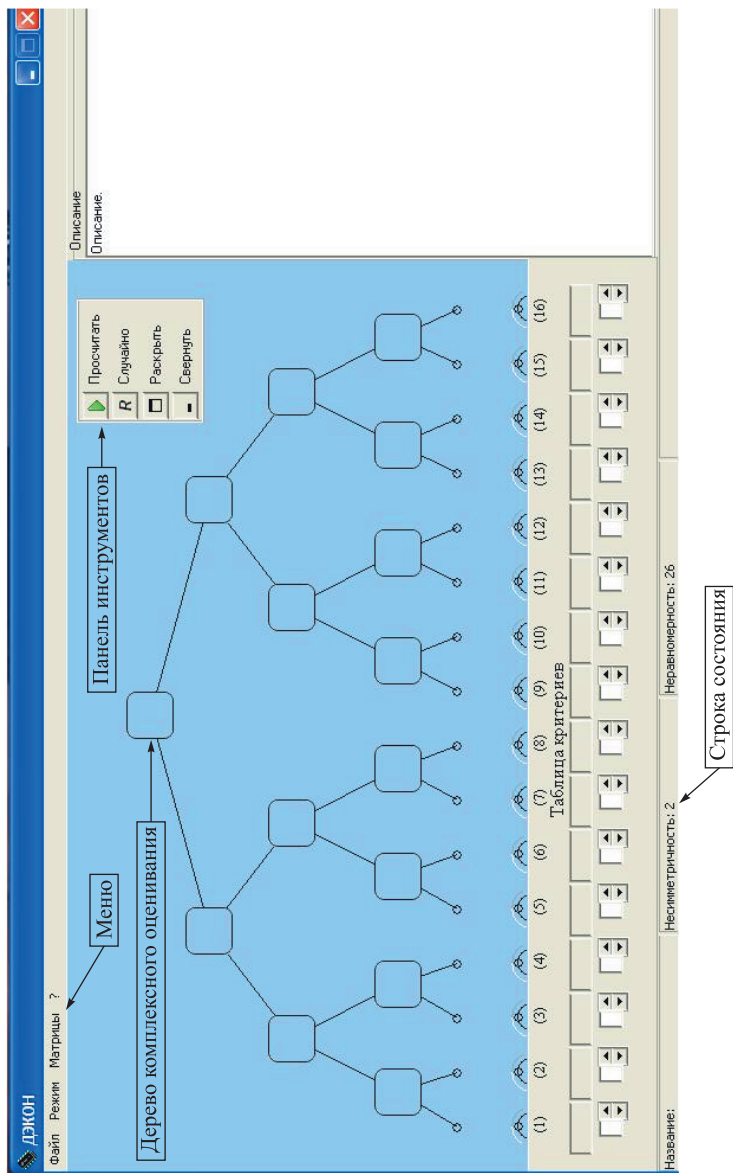 ДЭКОН
Файл Режим Матрицы ?
Меню
Дерево комплексного оценивания
Панель инструментов
Просчитать
R Случайно
Раскрыть
Свернуть
Описание
Описание.
(1) (2) (3) (4) (5) (6) (7) (8) (9) (10) (11) (12) (13) (14) (15) (16)
Таблица критериев
Название:
Несимметричность: 2
Неравномерность: 26
Строка состояния